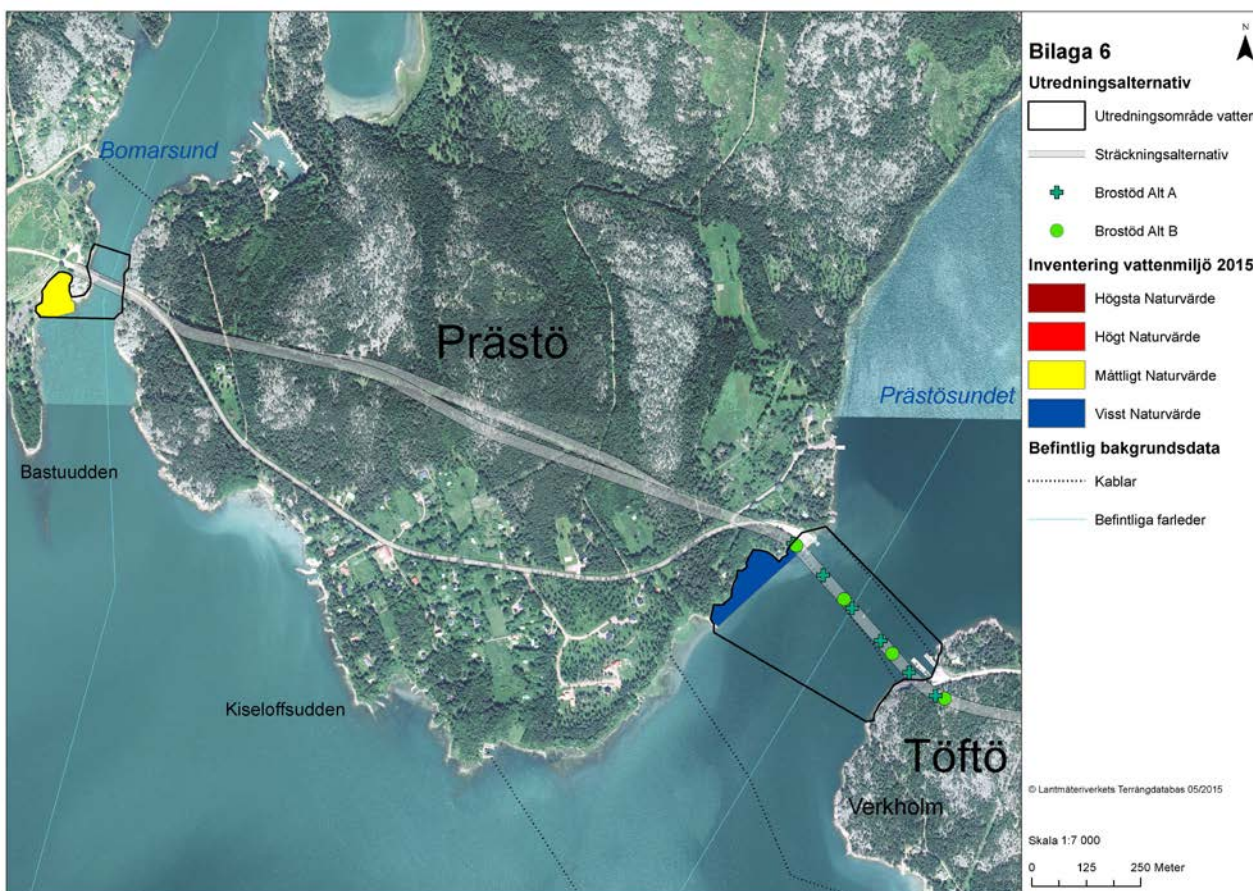 Bomarsund
Prästö
Prästösundet
Bastuudden
Kiseloffsudden
Töftö
Verkholm
N
Bilaga 6
Utredningsalternativ
Utredningsområde vatten
Sträckningsalternativ
Brostöd Alt A
Brostöd Alt B
Inventering vattenmiljö 2015
Högsta Naturvärde
Högt Naturvärde
Måttligt Naturvärde
Visst Naturvärde
Befintlig bakgrundsdata
Kablar
Befintliga farleder
© Lantmäteriverkets Terrängdatabas 05/2015
Skala 1:7 000
0 125 250 Meter